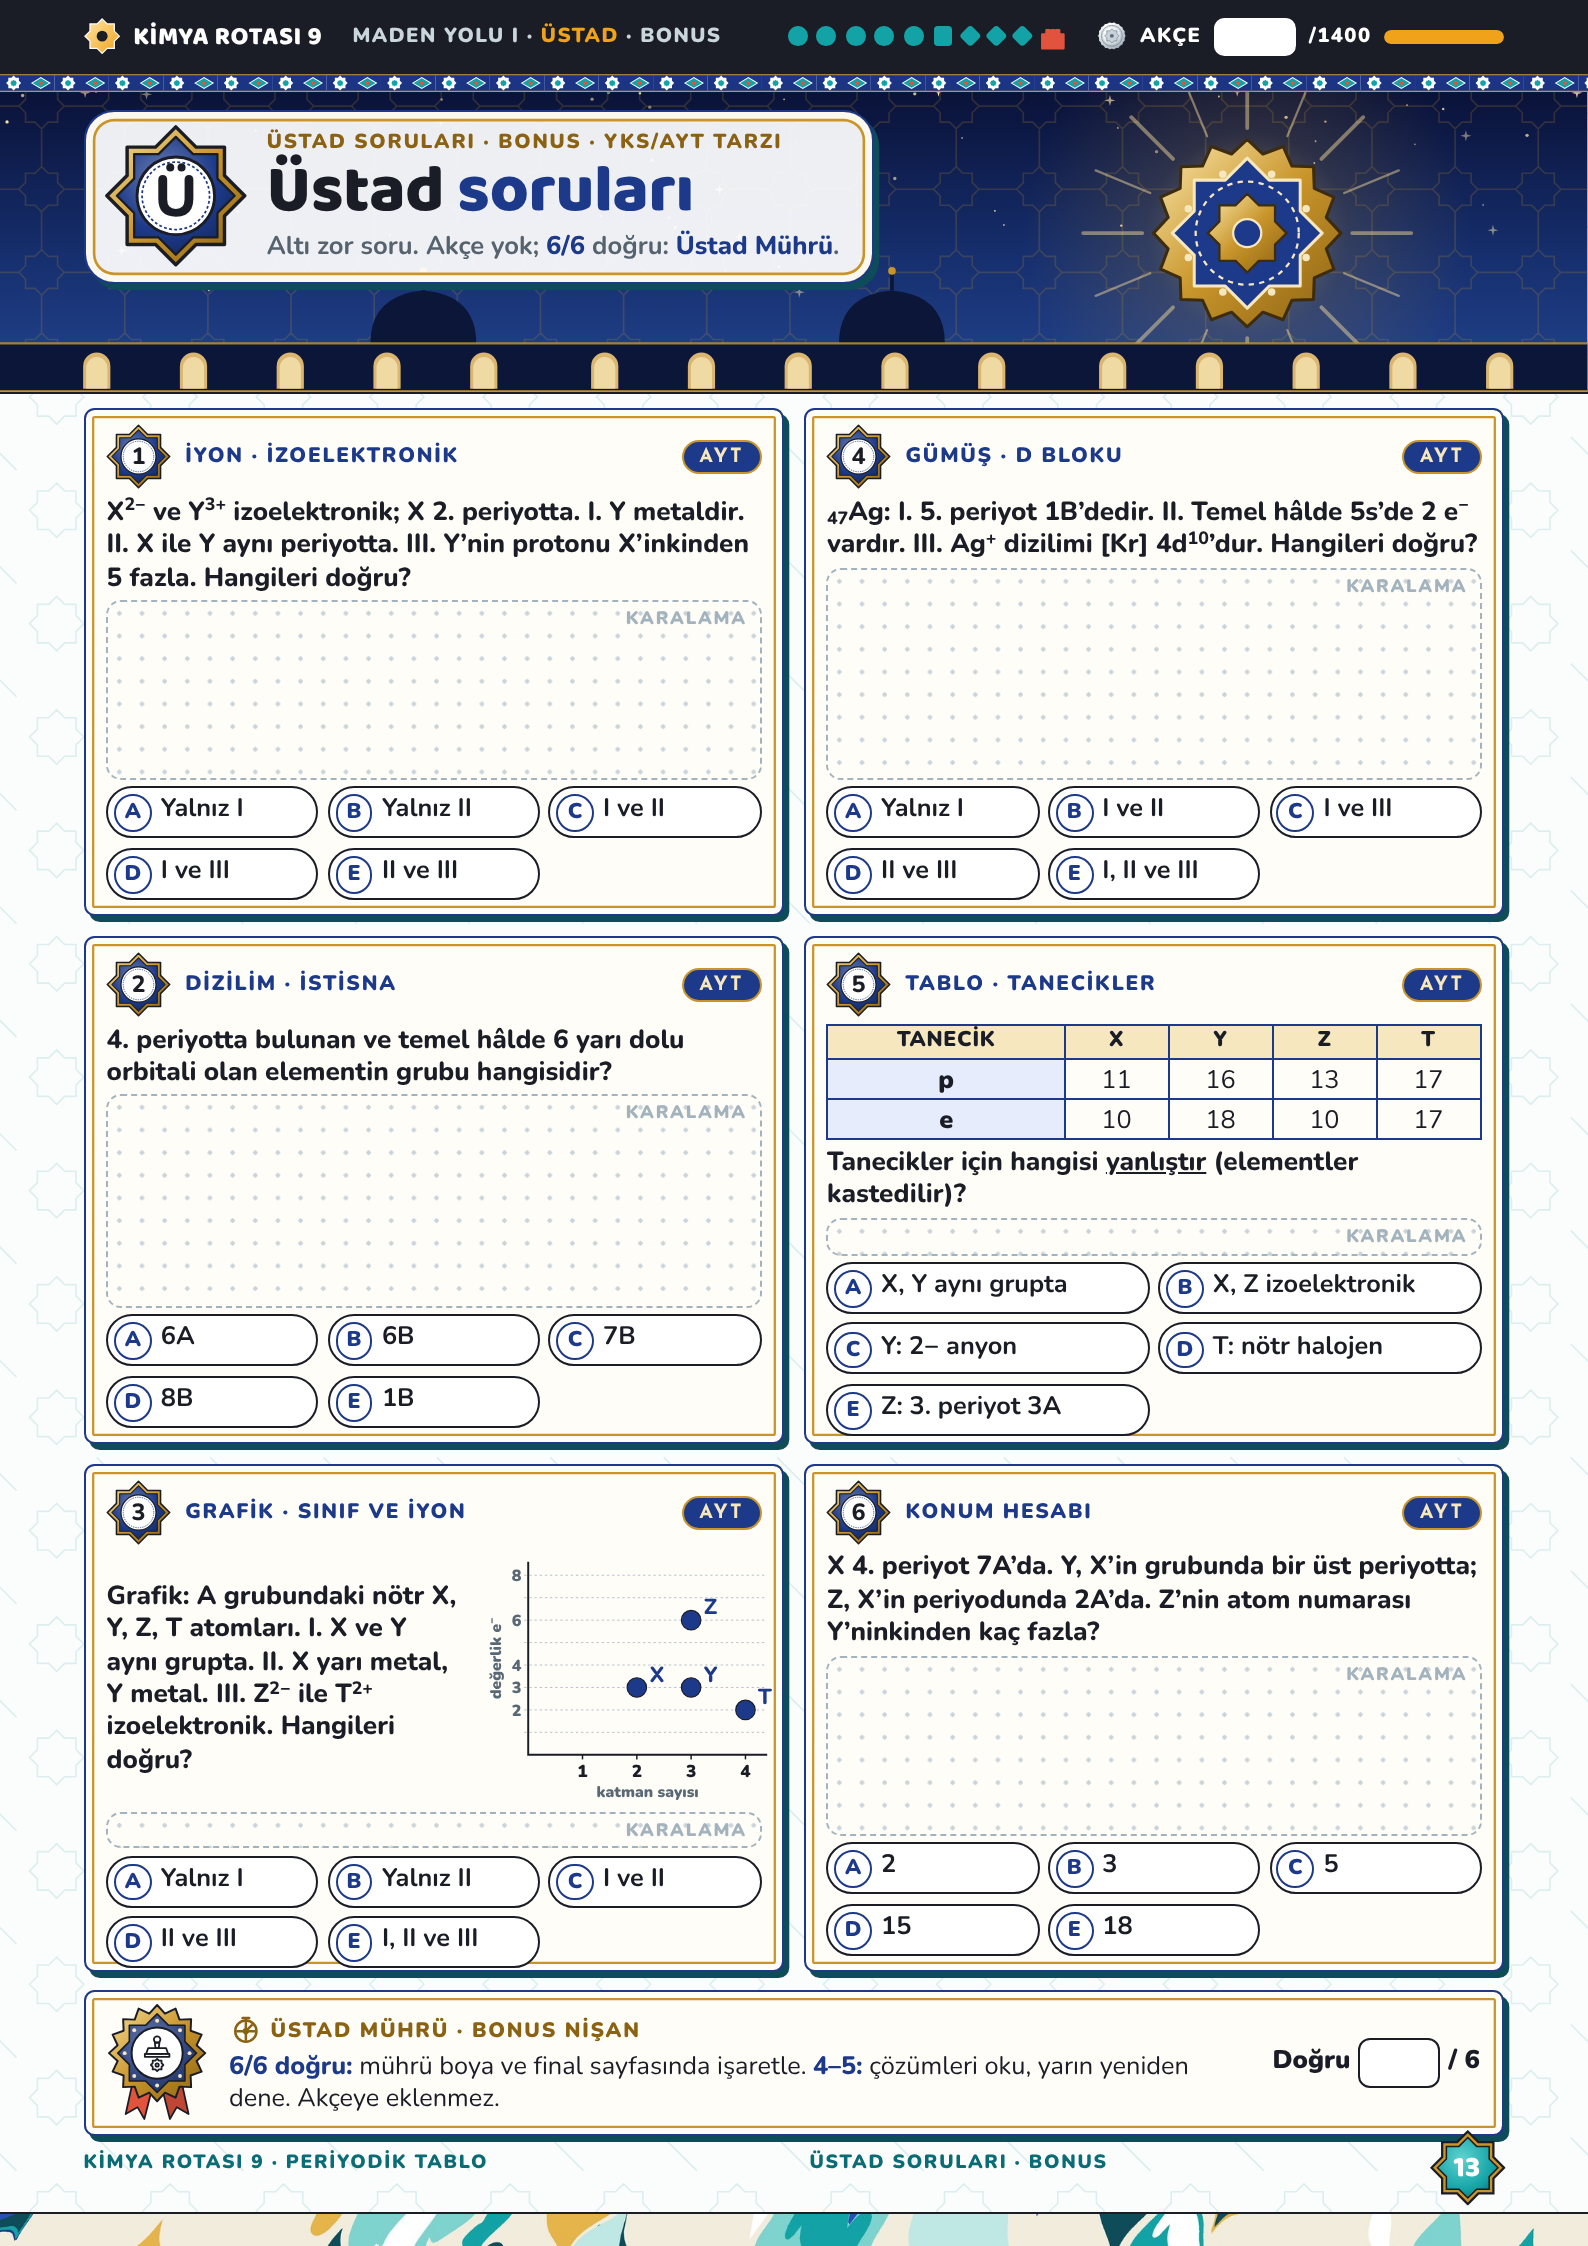 KİMYA ROTASI 9 MADEN YOLU I · ÜSTAD · BONUS AKÇE /1400
ÜSTAD SORULARI · BONUS · YKS/AYT TARZI
Ü
Üstad soruları
Altı zor soru. Akçe yok; 6/6 doğru: Üstad Mührü.
1 İYON · İZOELEKTRONİK AYT
X²⁻ ve Y³⁺ izoelektronik; X 2. periyotta. I. Y metaldir.
II. X ile Y aynı periyotta. III. Y’nin protonu X’inkinden
5 fazla. Hangileri doğru?
KARALAMA
A Yalnız I B Yalnız II C I ve II
D I ve III E II ve III
2 DİZİLİM · İSTİSNA AYT
4. periyotta bulunan ve temel hâlde 6 yarı dolu
orbitali olan elementin grubu hangisidir?
KARALAMA
A 6A B 6B C 7B
D 8B E 1B
3 GRAFİK · SINIF VE İYON AYT
Grafik: A grubundaki nötr X,
Y, Z, T atomları. I. X ve Y
aynı grupta. II. X yarı metal,
Y metal. III. Z²⁻ ile T²⁺
izoelektronik. Hangileri
doğru?
değerlik e⁻
8
6
4
3
2
Z
X Y
T
1 2 3 4
katman sayısı
KARALAMA
A Yalnız I B Yalnız II C I ve II
D II ve III E I, II ve III
4 GÜMÜŞ · D BLOKU AYT
₄₇Ag: I. 5. periyot 1B’dedir. II. Temel hâlde 5s’de 2 e⁻
vardır. III. Ag⁺ dizilimi [Kr] 4d¹⁰’dur. Hangileri doğru?
KARALAMA
A Yalnız I B I ve II C I ve III
D II ve III E I, II ve III
5 TABLO · TANECİKLER AYT
TANECİK X Y Z T
p 11 16 13 17
e 10 18 10 17
Tanecikler için hangisi yanlıştır (elementler
kastedilir)?
KARALAMA
A X, Y aynı grupta B X, Z izoelektronik
C Y: 2− anyon D T: nötr halojen
E Z: 3. periyot 3A
6 KONUM HESABI AYT
X 4. periyot 7A’da. Y, X’in grubunda bir üst periyotta;
Z, X’in periyodunda 2A’da. Z’nin atom numarası
Y’ninkinden kaç fazla?
KARALAMA
A 2 B 3 C 5
D 15 E 18
ÜSTAD MÜHRÜ · BONUS NİŞAN
6/6 doğru: mührü boya ve final sayfasında işaretle. 4–5: çözümleri oku, yarın yeniden
dene. Akçeye eklenmez.
Doğru / 6
KİMYA ROTASI 9 · PERİYODİK TABLO ÜSTAD SORULARI · BONUS 13